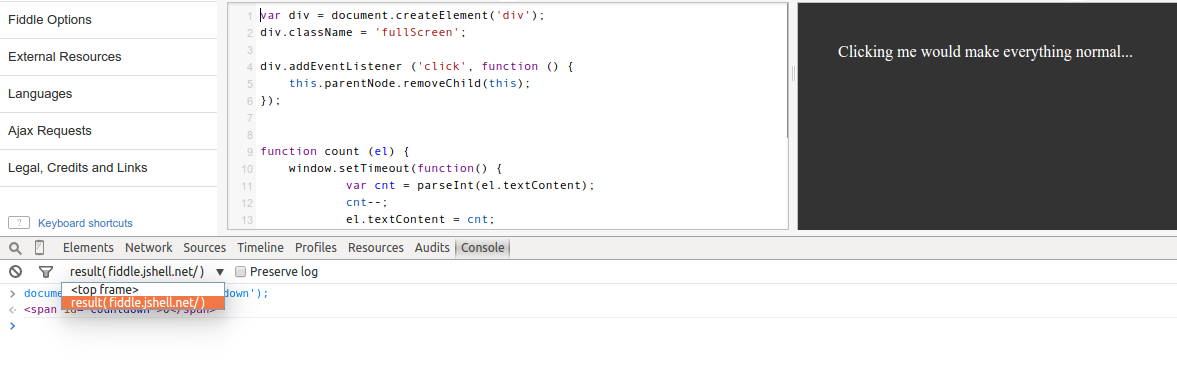 Fiddle Options
External Resources
Languages
Ajax Requests
Legal, Credits and Links
? Keyboard shortcuts
1 var div = document.createElement('div');
2 div.className = 'fullScreen';
3
4 div.addEventListener ('click', function () {
5 this.parentNode.removeChild(this);
6 });
7
8
9 function count (el) {
10 window.setTimeout(function() {
11 var cnt = parseInt(el.textContent);
12 cnt--;
13 el.textContent = cnt;
Clicking me would make everything normal...
Elements Network Sources Timeline Profiles Resources Audits Console
result( fiddle.jshell.net/ ) ▼ Preserve log
<top frame>
result( fiddle.jshell.net/ )
> docume down');
<span
>